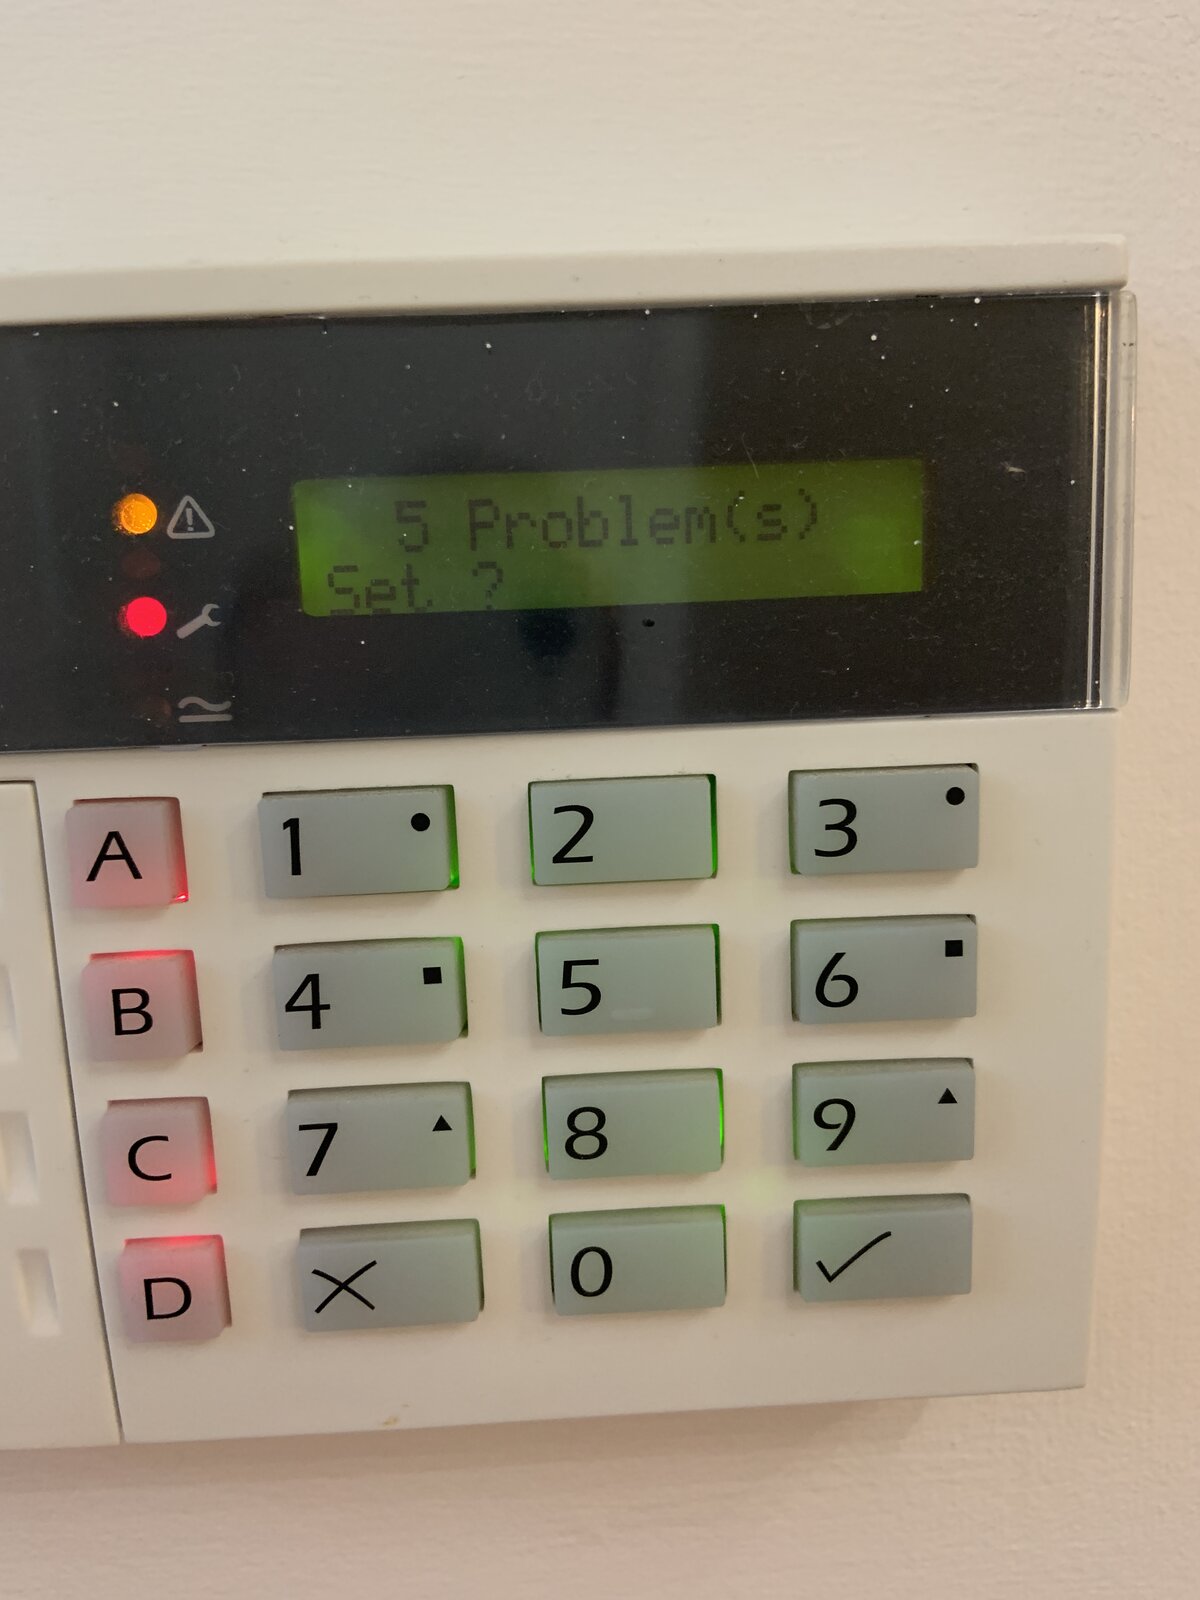 5 Problem(s)
Set ?
A 1 2 3
B 4 5 6
C 7 8 9
D 0